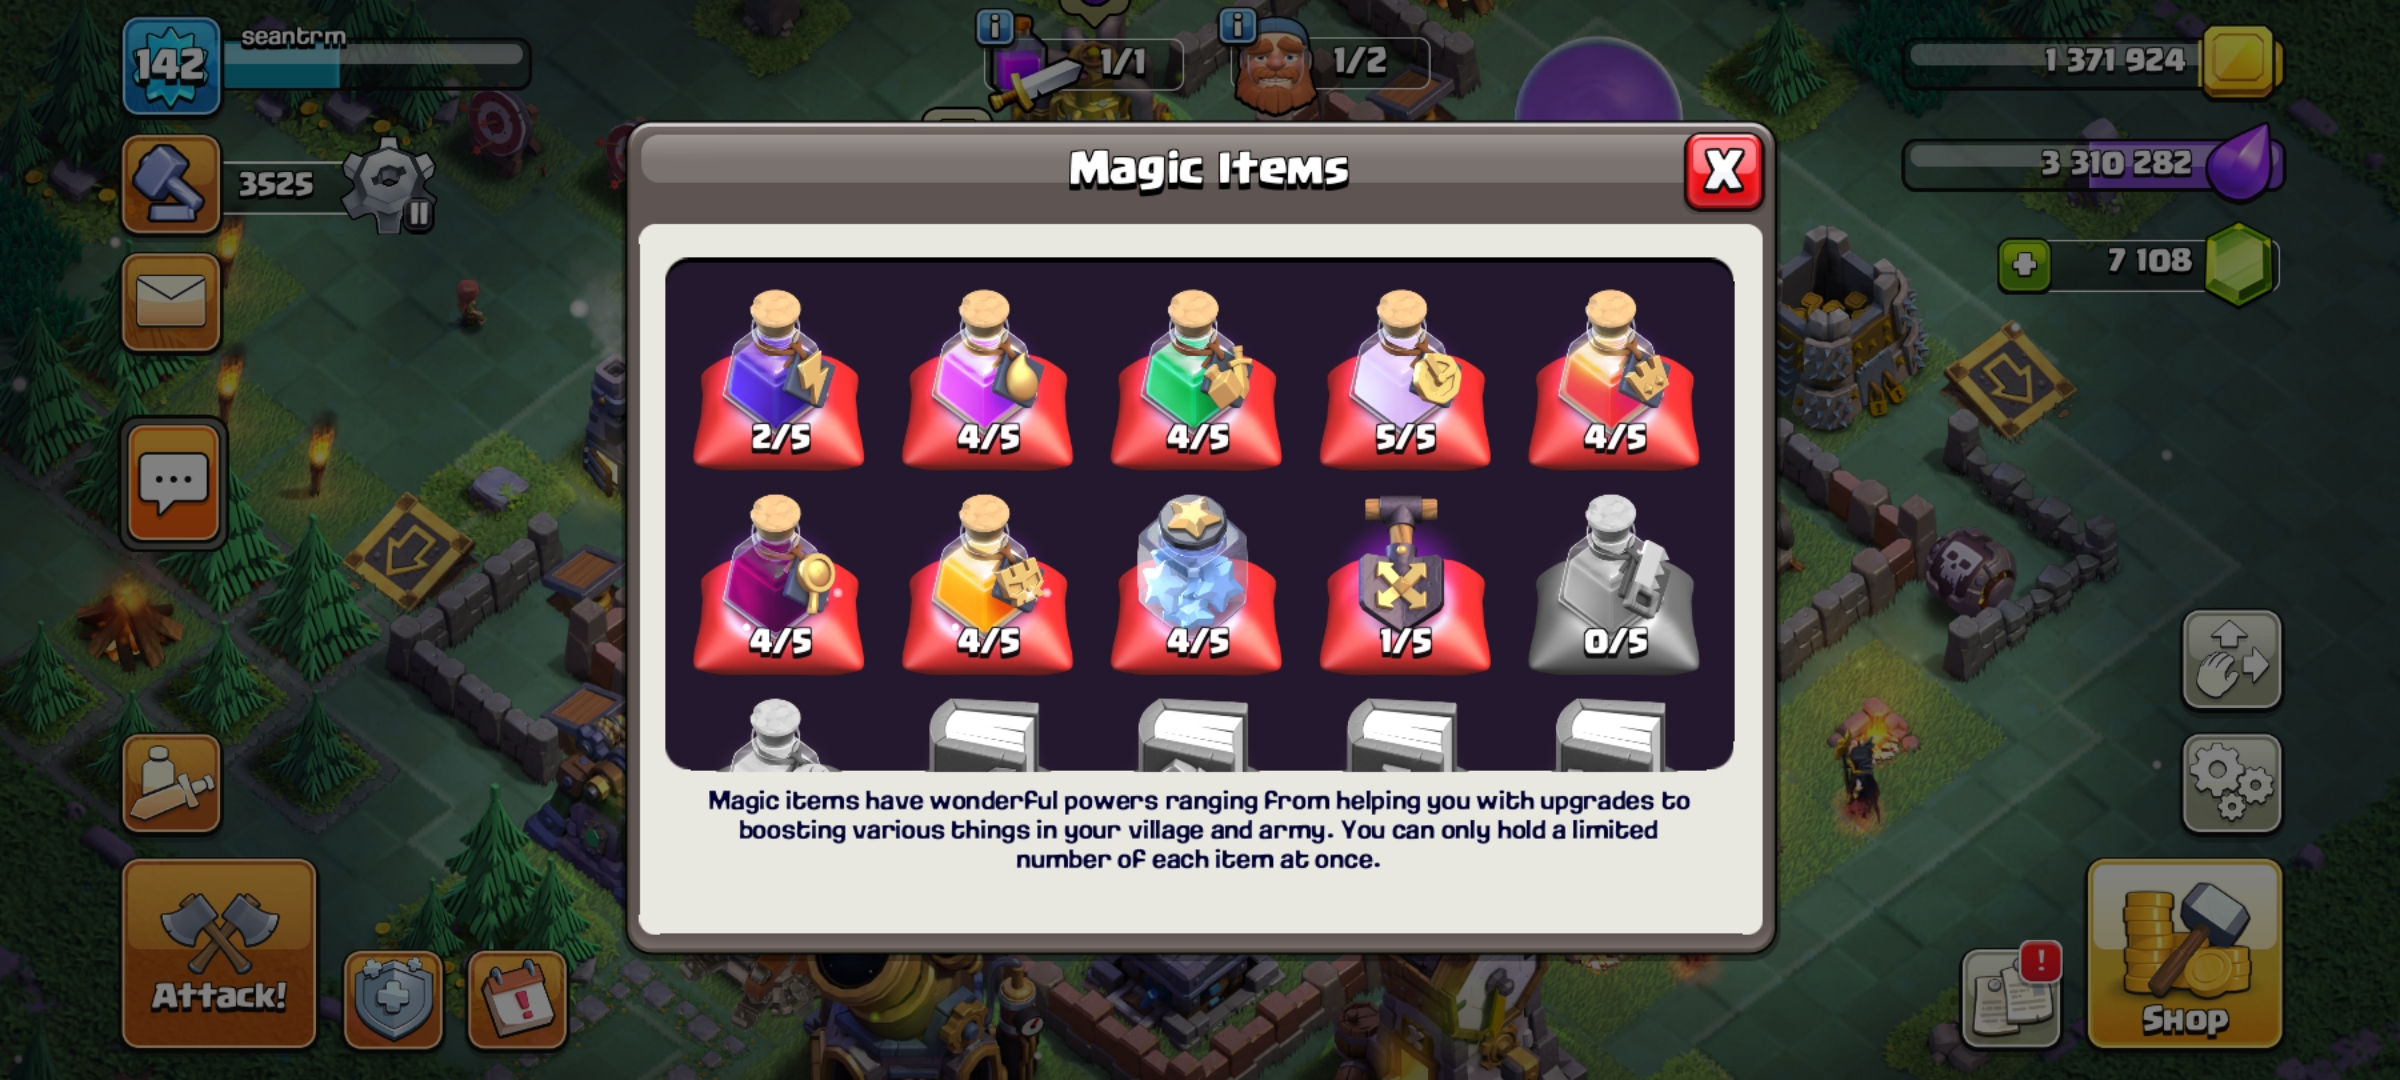 142
seantrm
1/1
1/2
1 371 924
3525
3 310 282
7 108
Magic Items
X
2/5
4/5
4/5
5/5
4/5
4/5
4/5
4/5
1/5
0/5
Magic items have wonderful powers ranging from helping you with upgrades to
boosting various things in your village and army. You can only hold a limited
number of each item at once.
Attack!
!
Shop